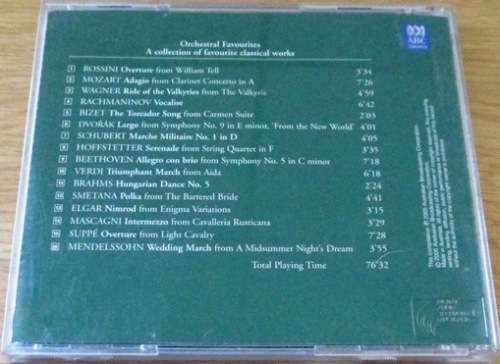 Orchestral Favourites
A collection of favourite classical works
1 ROSSINI Overture from William Tell 3'34
2 MOZART Adagio from Clarinet Concerto in A 7'26
3 WAGNER Ride of the Valkyries from The Valkyrie 4'59
4 RACHMANINOV Vocalise 6'42
5 BIZET The Toreador Song from Carmen Suite 2'03
6 DVOŘÁK Largo from Symphony No. 9 in E minor, 'From the New World' 4'01
7 SCHUBERT Marche Militaire No. 1 in D 4'05
8 HOFFSTETTER Serenade from String Quartet in F 3'35
9 BEETHOVEN Allegro con brio from Symphony No. 5 in C minor 7'18
10 VERDI Triumphant March from Aida 6'18
11 BRAHMS Hungarian Dance No. 5 2'24
12 SMETANA Polka from The Bartered Bride 4'41
13 ELGAR Nimrod from Enigma Variations 3'15
14 MASCAGNI Intermezzo from Cavalleria Rusticana 3'29
15 SUPPÉ Overture from Light Cavalry 7'28
16 MENDELSSOHN Wedding March from A Midsummer Night's Dream 3'55
Total Playing Time 76'32
ABC